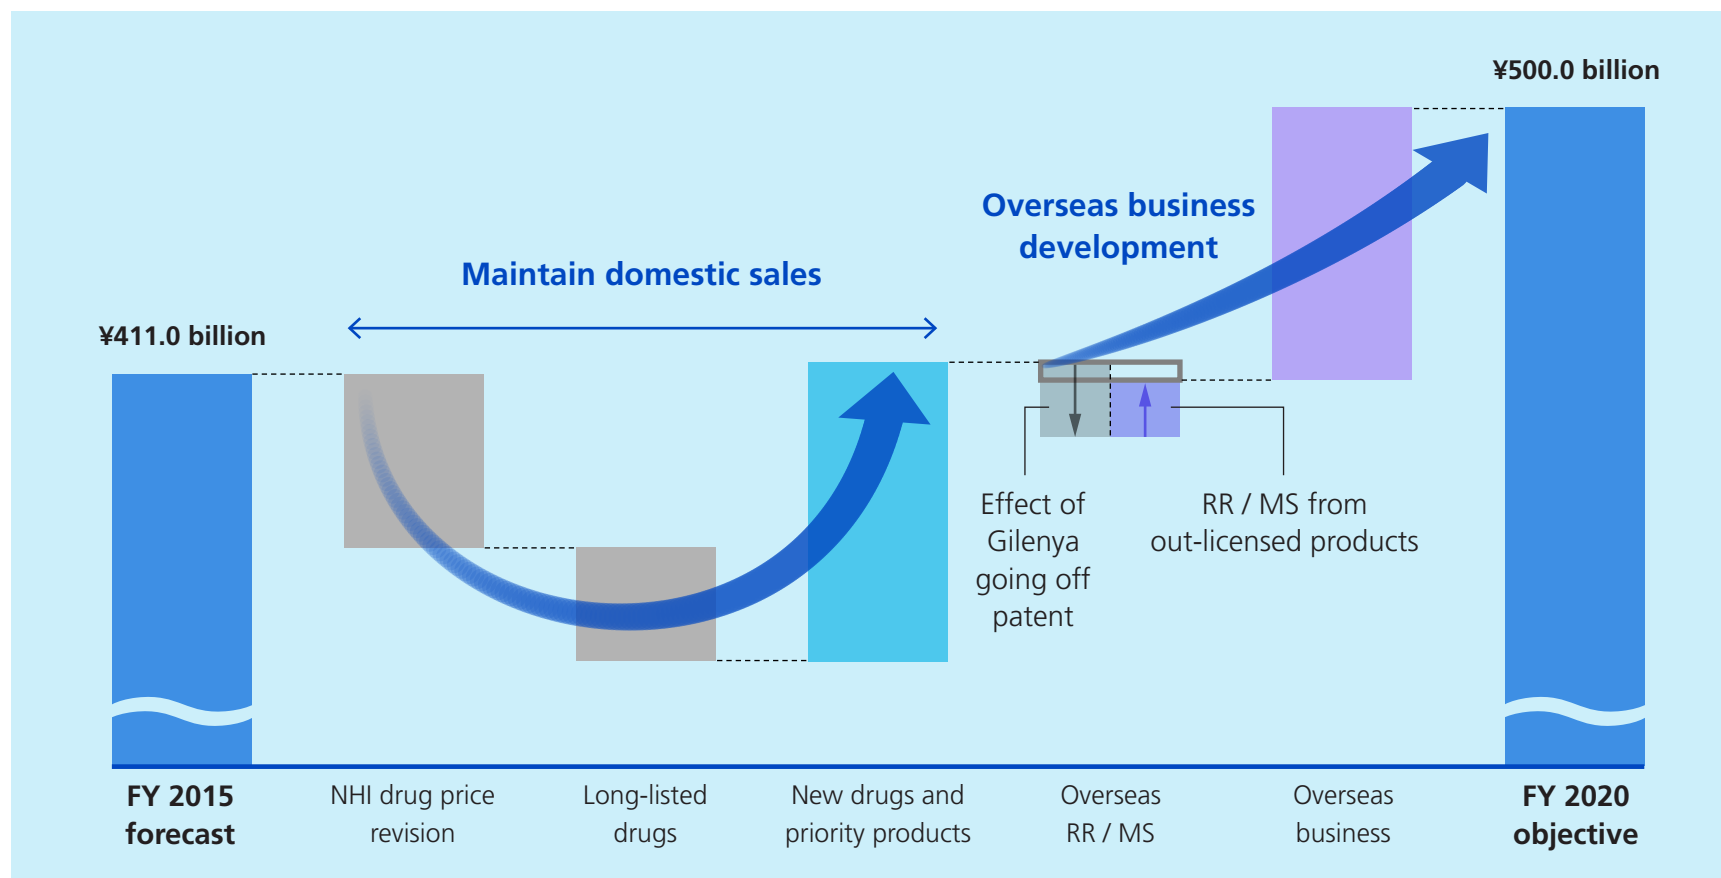 ¥500.0 billion
Overseas business
development
Maintain domestic sales
¥411.0 billion
Effect of
Gilenya
going off
patent
RR / MS from
out-licensed products
FY 2015
forecast
NHI drug price
revision
Long-listed
drugs
New drugs and
priority products
Overseas
RR / MS
Overseas
business
FY 2020
objective